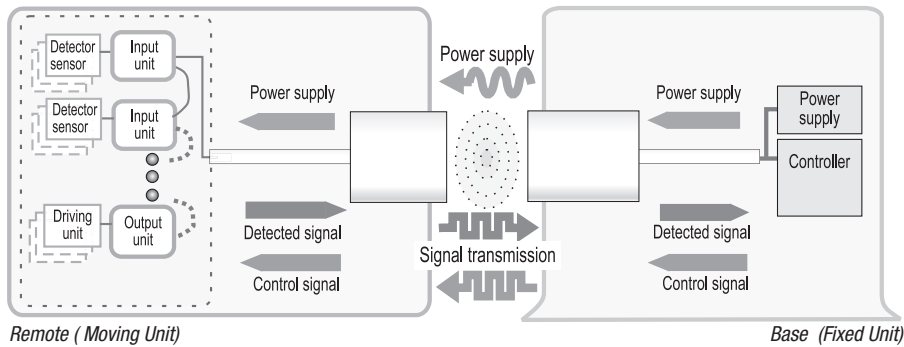 Detector
sensor
Input
unit
Detector
sensor
Input
unit
Driving
unit
Output
unit
Power supply
Detected signal
Control signal
Power supply
Signal transmission
Power supply
Detected signal
Control signal
Power
supply
Controller
Remote ( Moving Unit)
Base (Fixed Unit)